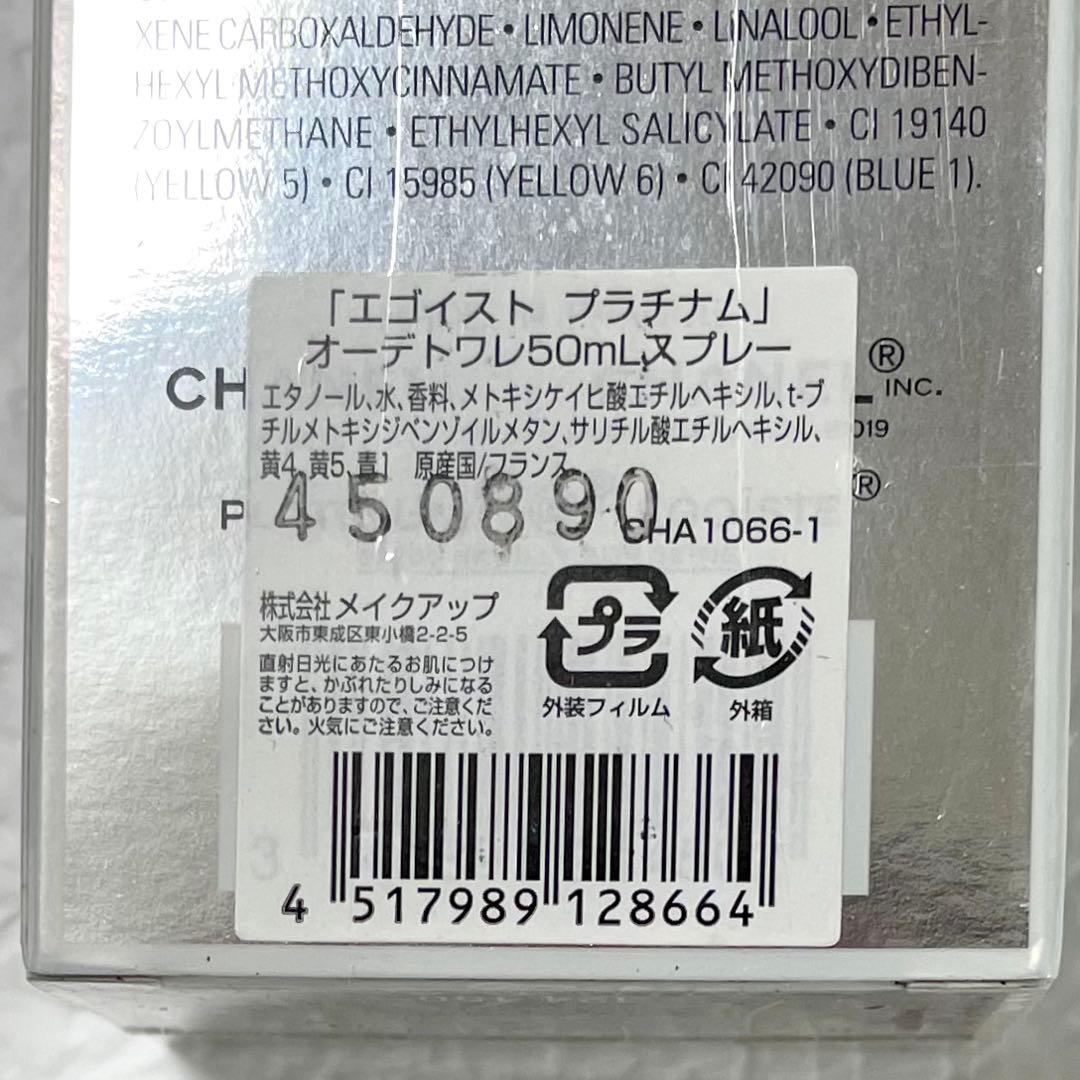 XENE CARBOXALDEHYDE • LIMONENE • LINALOOL • ETHYL-
HEXYL METHOXYCINNAMATE • BUTYL METHOXYDIBEN-
ZOYLMETHANE • ETHYLHEXYL SALICYLATE • CI 19140
(YELLOW 5) • CI 15985 (YELLOW 6) • CI 42090 (BLUE 1).
「エゴイスト プラチナム」
オーデトワレ50mLスプレー
CH ® INC.
エタノール、水、香料、メトキシケイヒ酸エチルヘキシル、t-ブ
チルメトキシジベンゾイルメタン、サリチル酸エチルヘキシル、
019
黄4、黄5、青1 原産国/フランス
P ®
450890
CHA1066-1
株式会社 メイクアップ
大阪市東成区東小橋2-2-5
直射日光にあたるお肌につけ
ますと、かぶれたりしみになる
ことがありますので、ご注意くだ
さい。火気にご注意ください。
プラ
外装フィルム
紙
外箱
3
4 517989 128664